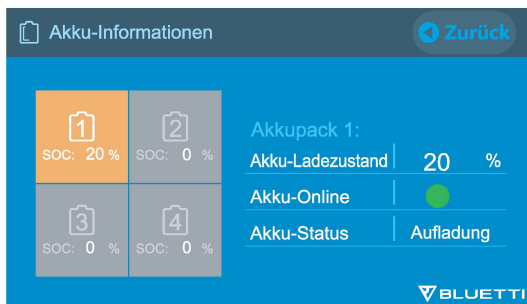 Akku-Informationen
Zurück
1
SOC: 20 %
2
SOC: 0 %
3
SOC: 0 %
4
SOC: 0 %
Akkupack 1:
Akku-Ladezustand 20 %
Akku-Online
Akku-Status Aufladung
BLUETTI